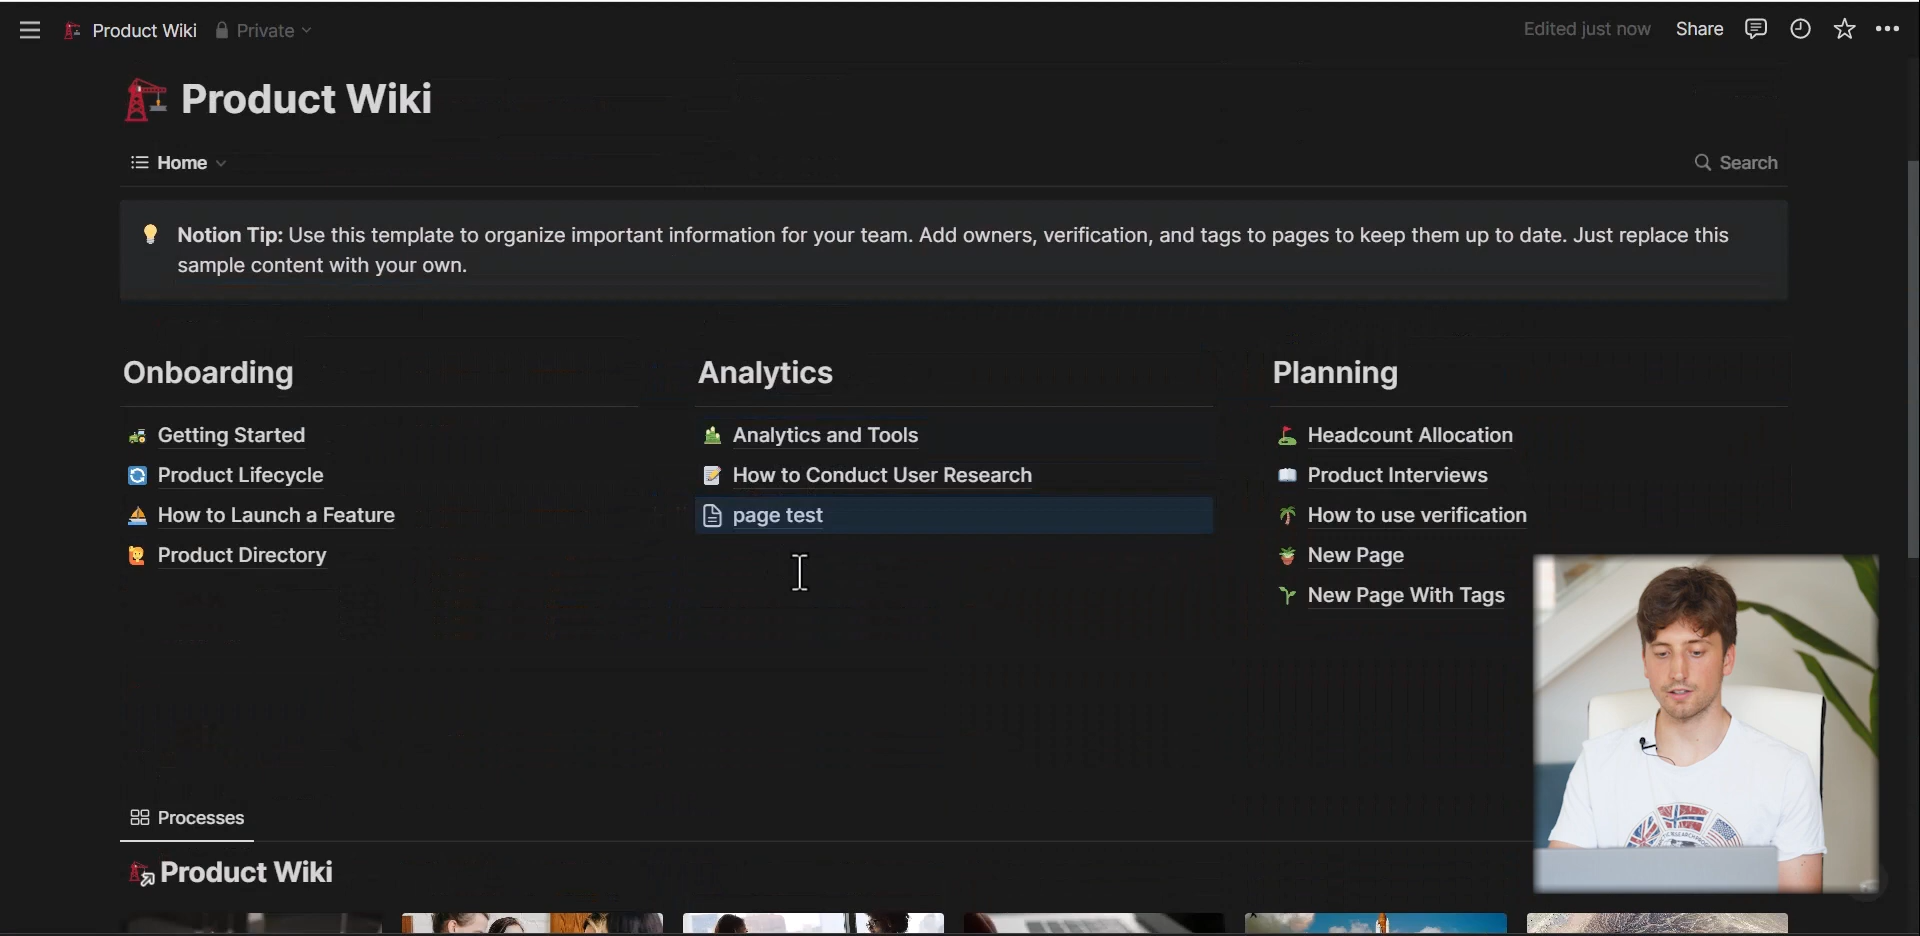 Product Wiki Private
Edited just now Share
Product Wiki
Home
Search
Notion Tip: Use this template to organize important information for your team. Add owners, verification, and tags to pages to keep them up to date. Just replace this
sample content with your own.
Onboarding
Getting Started
Product Lifecycle
How to Launch a Feature
Product Directory
Analytics
Analytics and Tools
How to Conduct User Research
page test
Planning
Headcount Allocation
Product Interviews
How to use verification
New Page
New Page With Tags
Processes
Product Wiki